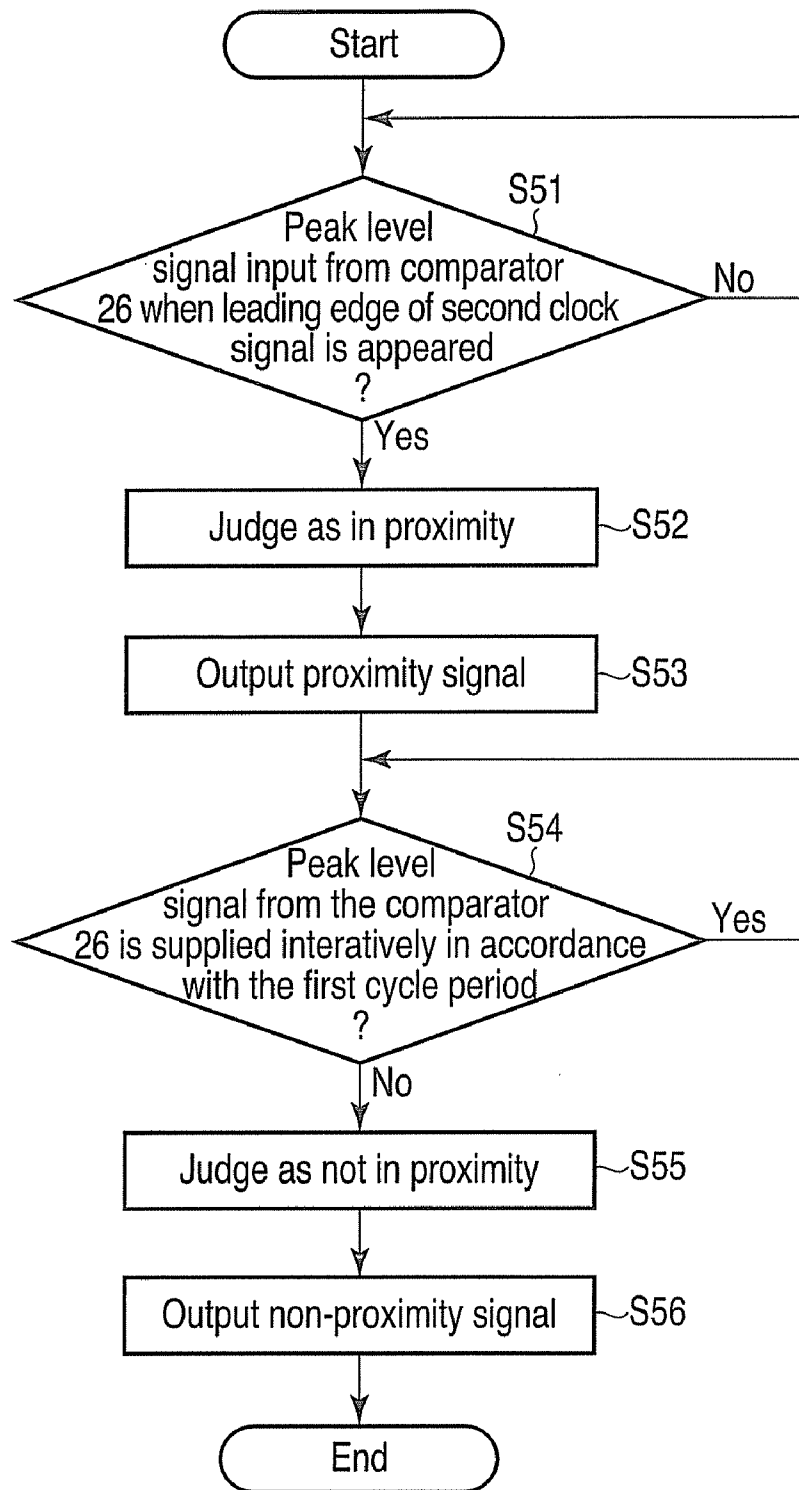 Start
S51
Peak level
signal input from comparator
26 when leading edge of second clock
signal is appeared
?
No
Yes
Judge as in proximity
S52
Output proximity signal
S53
S54
Peak level
signal from the comparator
26 is supplied interatively in accordance
with the first cycle period
?
Yes
No
Judge as not in proximity
S55
Output non-proximity signal
S56
End